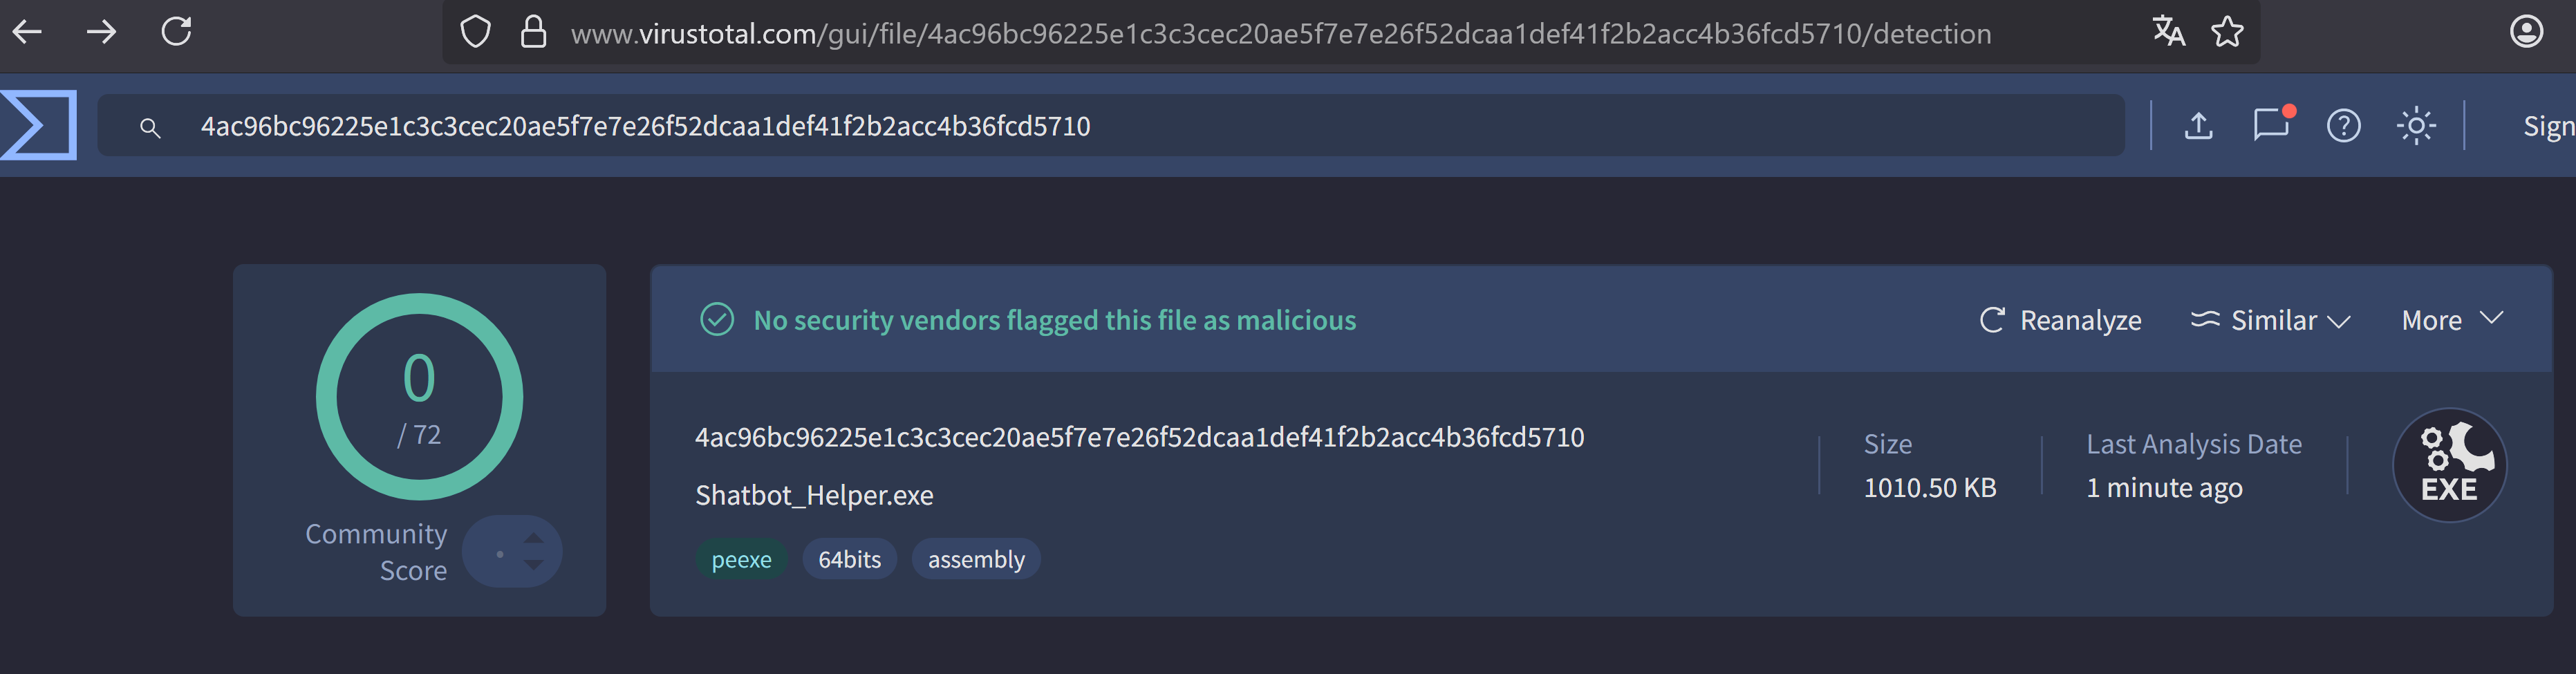 www.virustotal.com/gui/file/4ac96bc96225e1c3c3cec20ae5f7e7e26f52dcaa1def41f2b2acc4b36fcd5710/detection
4ac96bc96225e1c3c3cec20ae5f7e7e26f52dcaa1def41f2b2acc4b36fcd5710
Sign
No security vendors flagged this file as malicious
Reanalyze
Similar
More
0
/ 72
Community
Score
4ac96bc96225e1c3c3cec20ae5f7e7e26f52dcaa1def41f2b2acc4b36fcd5710
Shatbot_Helper.exe
peexe
64bits
assembly
Size
1010.50 KB
Last Analysis Date
1 minute ago
EXE